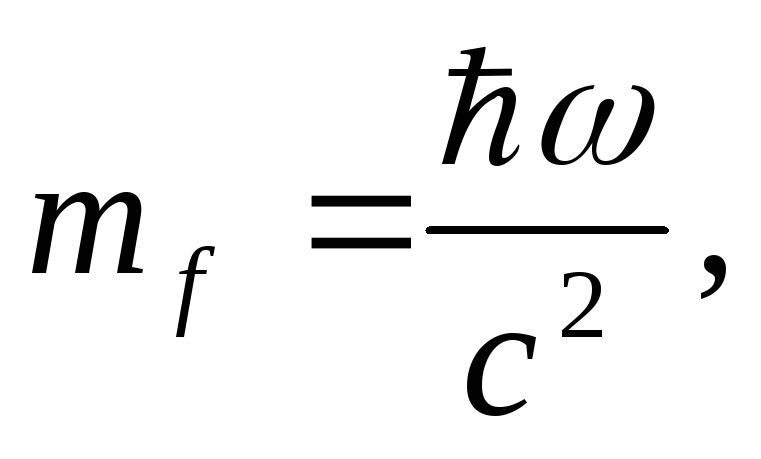 m_f = ħω/c²,